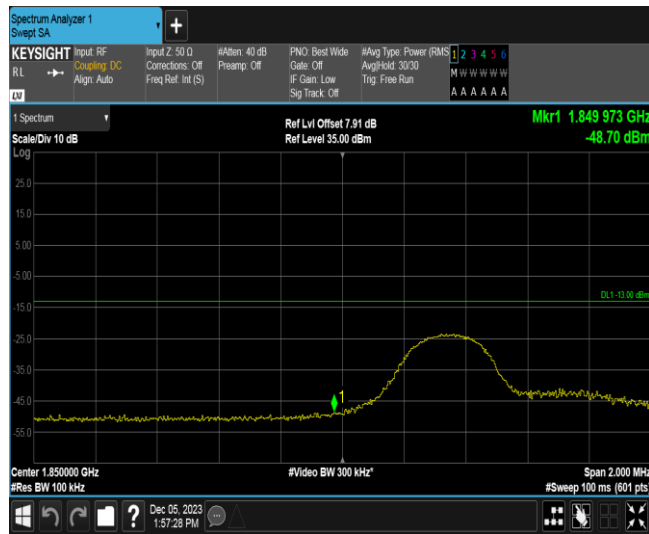 Spectrum Analyzer 1
Swept SA
+
KEYSIGHT
RL
LXI
Input: RF
Coupling: DC
Align: Auto
Input Z: 50 Ω
Corrections: Off
Freq Ref: Int (S)
#Atten: 40 dB
Preamp: Off
PNO: Best Wide
Gate: Off
IF Gain: Low
Sig Track: Off
#Avg Type: Power (RMS
Avg|Hold: 30/30
Trig: Free Run
1 2 3 4 5 6
M W W W W W
A A A A A A
1 Spectrum
Scale/Div 10 dB
Log
Ref Lvl Offset 7.91 dB
Ref Level 35.00 dBm
Mkr1 1.849 973 GHz
-48.70 dBm
25.0
15.0
5.00
-5.00
DL1 -13.00 dBm
-15.0
-25.0
-35.0
-45.0
1
-55.0
Center 1.850000 GHz
#Video BW 300 kHz*
Span 2.000 MHz
#Res BW 100 kHz
#Sweep 100 ms (601 pts
?
Dec 05, 2023
1:57:28 PM